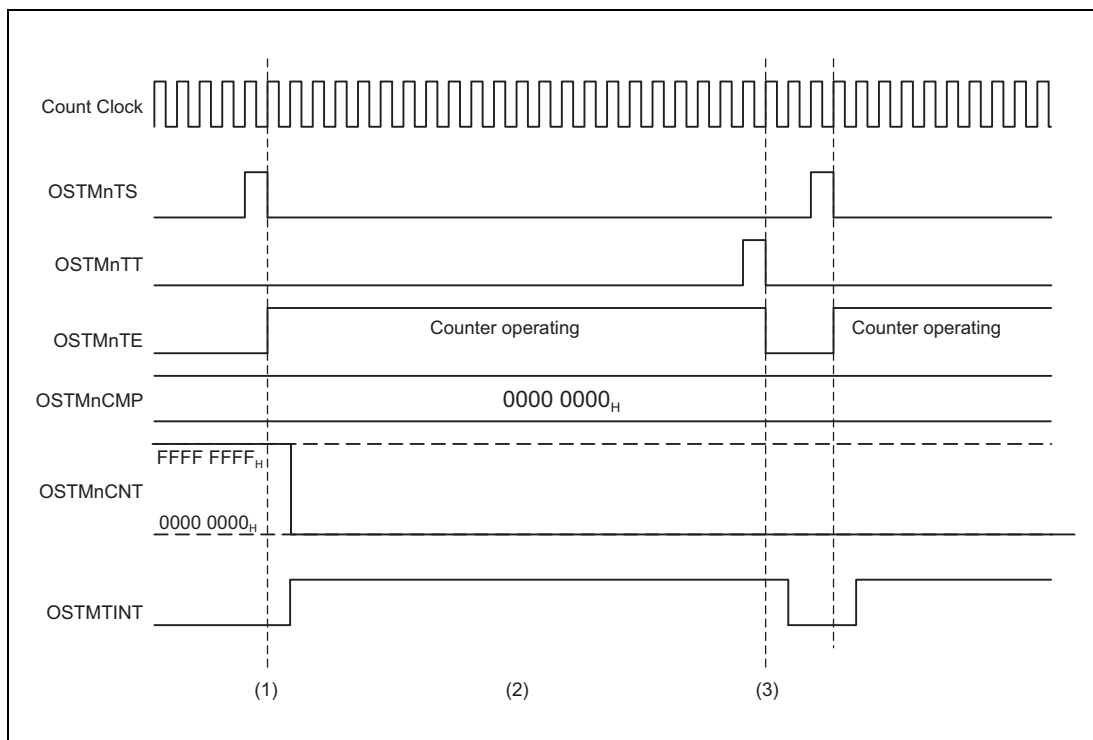 Count Clock
OSTMnTS
OSTMnTT
OSTMnTE
Counter operating
Counter operating
OSTMnCMP
0000 0000H
FFFF FFFFH
OSTMnCNT
0000 0000H
OSTMTINT
(1)
(2)
(3)